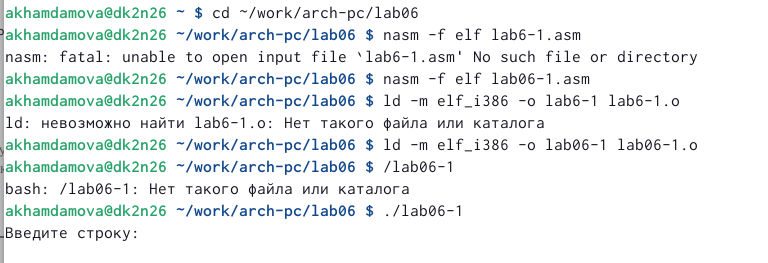 akhamdamova@dk2n26 ~ $ cd ~/work/arch-pc/lab06
akhamdamova@dk2n26 ~/work/arch-pc/lab06 $ nasm -f elf lab6-1.asm
nasm: fatal: unable to open input file `lab6-1.asm' No such file or directory
akhamdamova@dk2n26 ~/work/arch-pc/lab06 $ nasm -f elf lab06-1.asm
akhamdamova@dk2n26 ~/work/arch-pc/lab06 $ ld -m elf_i386 -o lab6-1 lab6-1.o
ld: невозможно найти lab6-1.o: Нет такого файла или каталога
akhamdamova@dk2n26 ~/work/arch-pc/lab06 $ ld -m elf_i386 -o lab06-1 lab06-1.o
akhamdamova@dk2n26 ~/work/arch-pc/lab06 $ /lab06-1
bash: /lab06-1: Нет такого файла или каталога
akhamdamova@dk2n26 ~/work/arch-pc/lab06 $ ./lab06-1
Введите строку: